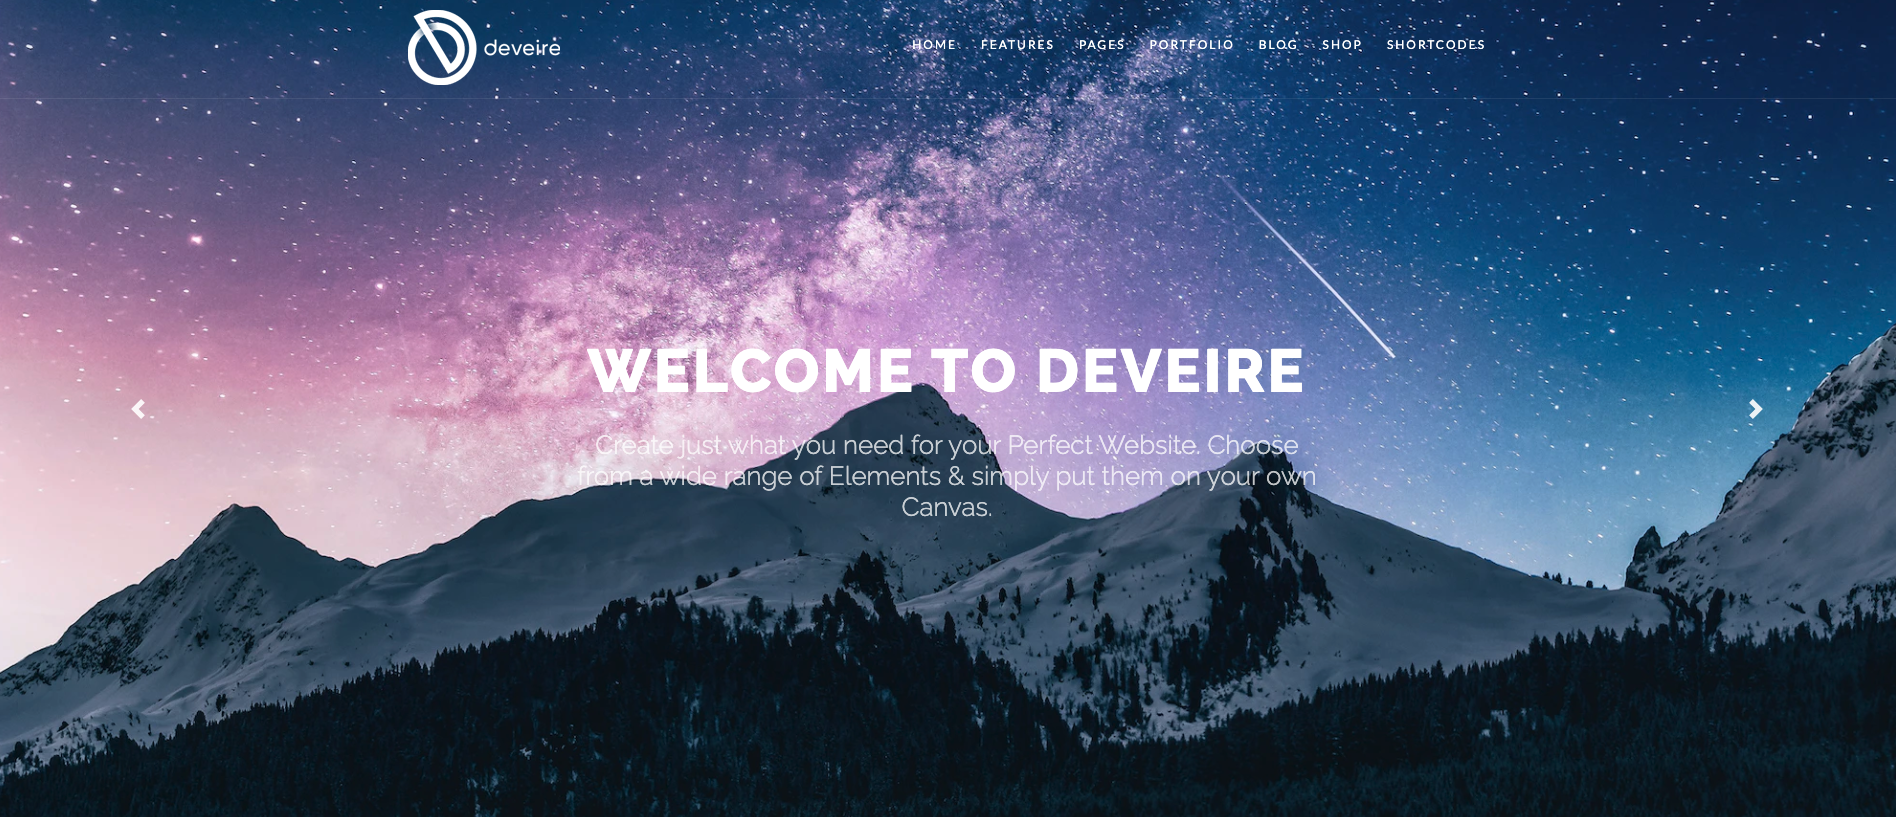 deveire
HOME FEATURES PAGES PORTFOLIO BLOG SHOP SHORTCODES
WELCOME TO DEVEIRE
Create just what you need for your Perfect Website. Choose
from a wide range of Elements & simply put them on your own
Canvas.